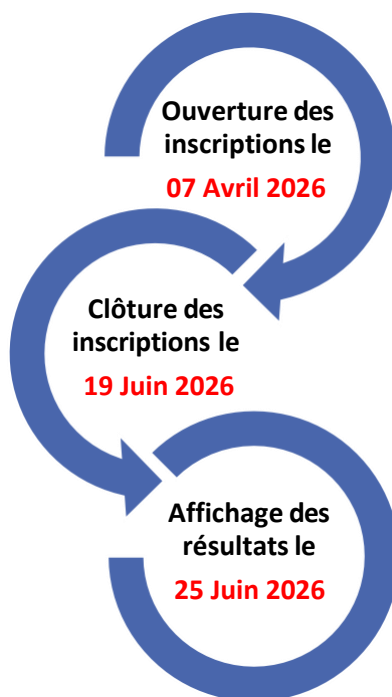 Ouverture des
inscriptions le
07 Avril 2026
Clôture des
inscriptions le
19 Juin 2026
Affichage des
résultats le
25 Juin 2026